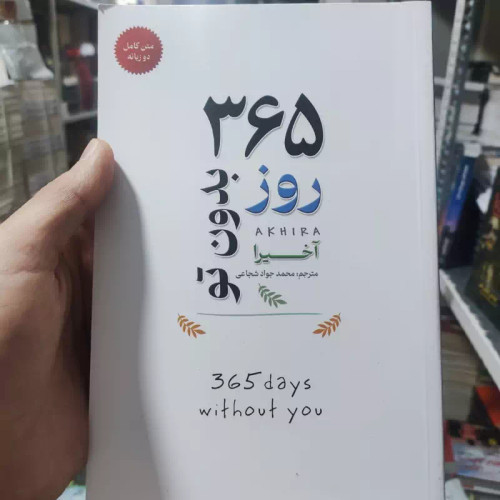 متن کامل
دو زبانه
۳۶۵
روز
بدون تو
AKHIRA
آخیرا
مترجم: محمد جواد شجاعی
365 days
without you